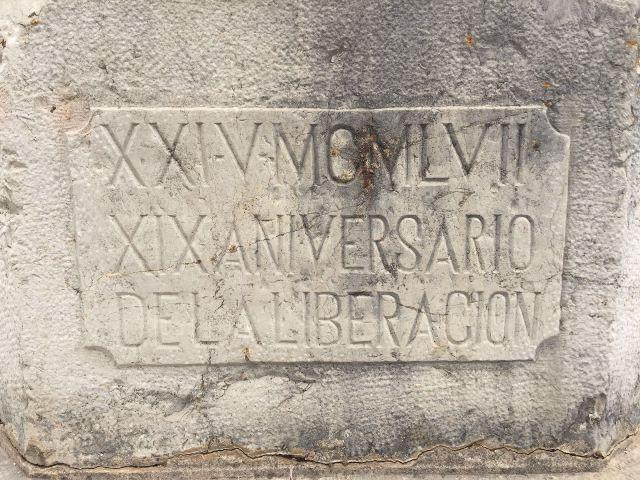 XXI·V·MCMLVII
XIX ANIVERSARIO
DE LA LIBERACION